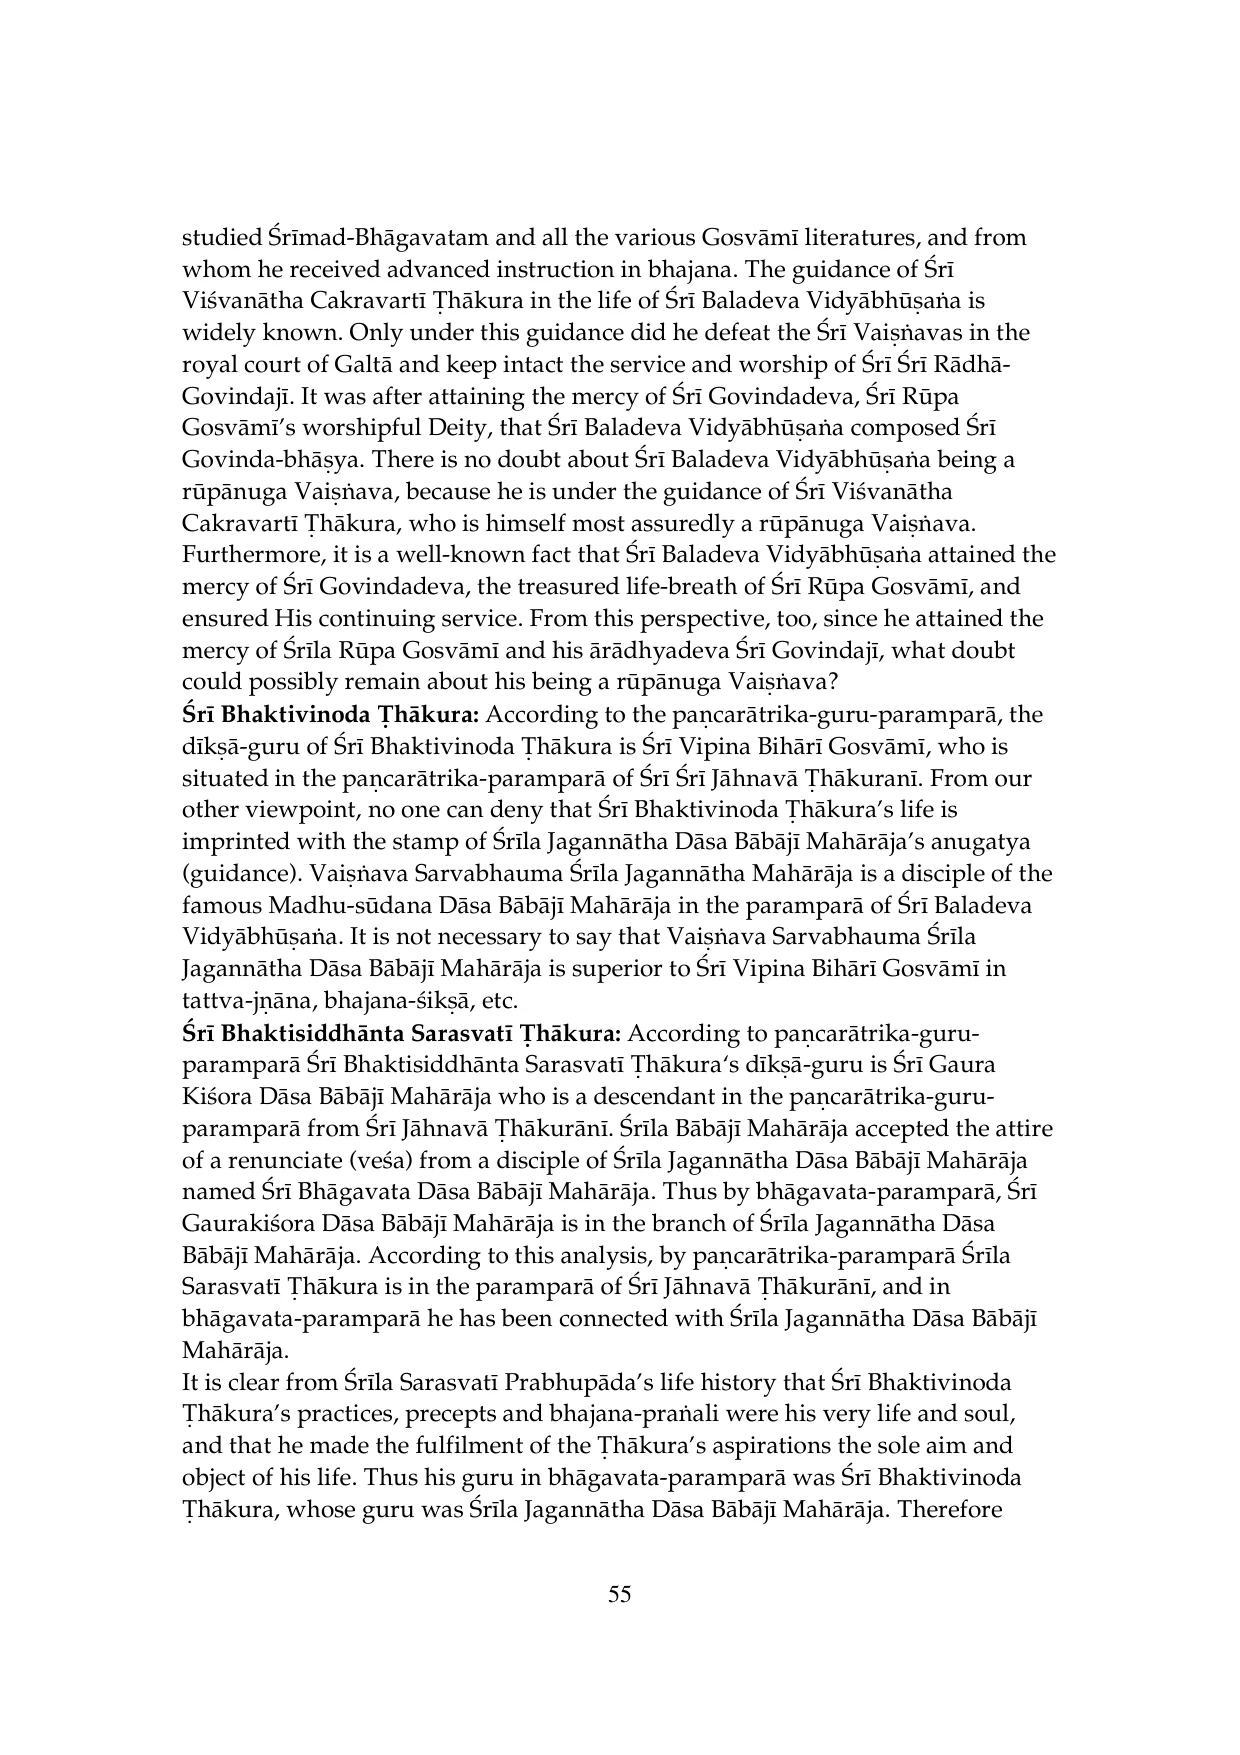 studied Śrīmad-Bhāgavatam and all the various Gosvāmī literatures, and from
whom he received advanced instruction in bhajana. The guidance of Śrī
Viśvanātha Cakravartī Ṭhākura in the life of Śrī Baladeva Vidyābhūṣaṅa is
widely known. Only under this guidance did he defeat the Śrī Vaiṣṅavas in the
royal court of Galtā and keep intact the service and worship of Śrī Śrī Rādhā-
Govindajī. It was after attaining the mercy of Śrī Govindadeva, Śrī Rūpa
Gosvāmī’s worshipful Deity, that Śrī Baladeva Vidyābhūṣaṅa composed Śrī
Govinda-bhāṣya. There is no doubt about Śrī Baladeva Vidyābhūṣaṅa being a
rūpānuga Vaiṣṅava, because he is under the guidance of Śrī Viśvanātha
Cakravartī Ṭhākura, who is himself most assuredly a rūpānuga Vaiṣṅava.
Furthermore, it is a well-known fact that Śrī Baladeva Vidyābhūṣaṅa attained the
mercy of Śrī Govindadeva, the treasured life-breath of Śrī Rūpa Gosvāmī, and
ensured His continuing service. From this perspective, too, since he attained the
mercy of Śrīla Rūpa Gosvāmī and his ārādhyadeva Śrī Govindajī, what doubt
could possibly remain about his being a rūpānuga Vaiṣṅava?
Śrī Bhaktivinoda Ṭhākura: According to the paṇcarātrika-guru-paramparā, the
dīkṣā-guru of Śrī Bhaktivinoda Ṭhākura is Śrī Vipina Bihārī Gosvāmī, who is
situated in the paṇcarātrika-paramparā of Śrī Śrī Jāhnavā Ṭhākuranī. From our
other viewpoint, no one can deny that Śrī Bhaktivinoda Ṭhākura’s life is
imprinted with the stamp of Śrīla Jagannātha Dāsa Bābājī Mahārāja’s anugatya
(guidance). Vaiṣṅava Sarvabhauma Śrīla Jagannātha Mahārāja is a disciple of the
famous Madhu-sūdana Dāsa Bābājī Mahārāja in the paramparā of Śrī Baladeva
Vidyābhūṣaṅa. It is not necessary to say that Vaiṣṅava Sarvabhauma Śrīla
Jagannātha Dāsa Bābājī Mahārāja is superior to Śrī Vipina Bihārī Gosvāmī in
tattva-jṇāna, bhajana-śikṣā, etc.
Śrī Bhaktisiddhānta Sarasvatī Ṭhākura: According to paṇcarātrika-guru-
paramparā Śrī Bhaktisiddhānta Sarasvatī Ṭhākura‘s dīkṣā-guru is Śrī Gaura
Kiśora Dāsa Bābājī Mahārāja who is a descendant in the paṇcarātrika-guru-
paramparā from Śrī Jāhnavā Ṭhākurānī. Śrīla Bābājī Mahārāja accepted the attire
of a renunciate (veśa) from a disciple of Śrīla Jagannātha Dāsa Bābājī Mahārāja
named Śrī Bhāgavata Dāsa Bābājī Mahārāja. Thus by bhāgavata-paramparā, Śrī
Gaurakiśora Dāsa Bābājī Mahārāja is in the branch of Śrīla Jagannātha Dāsa
Bābājī Mahārāja. According to this analysis, by paṇcarātrika-paramparā Śrīla
Sarasvatī Ṭhākura is in the paramparā of Śrī Jāhnavā Ṭhākurānī, and in
bhāgavata-paramparā he has been connected with Śrīla Jagannātha Dāsa Bābājī
Mahārāja.
It is clear from Śrīla Sarasvatī Prabhupāda’s life history that Śrī Bhaktivinoda
Ṭhākura’s practices, precepts and bhajana-praṅali were his very life and soul,
and that he made the fulfilment of the Ṭhākura’s aspirations the sole aim and
object of his life. Thus his guru in bhāgavata-paramparā was Śrī Bhaktivinoda
Ṭhākura, whose guru was Śrīla Jagannātha Dāsa Bābājī Mahārāja. Therefore
55